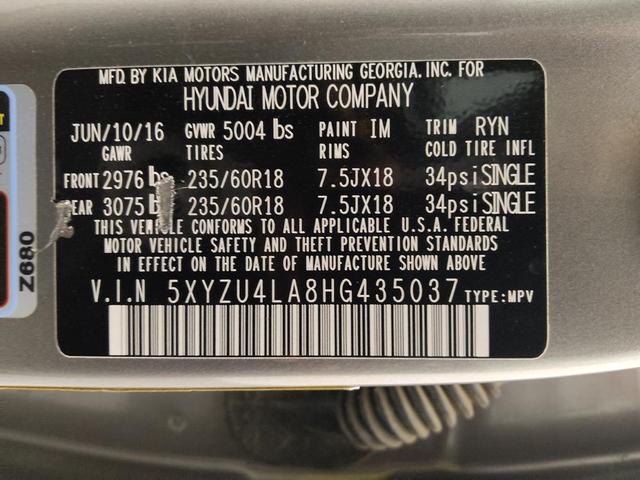 MFD. BY KIA MOTORS MANUFACTURING GEORGIA, INC. FOR
HYUNDAI MOTOR COMPANY
JUN/10/16 GVWR 5004 lbs PAINT IM TRIM RYN
GAWR TIRES RIMS COLD TIRE INFL
FRONT 2976 lbs 235/60R18 7.5JX18 34psi SINGLE
REAR 3075 lbs 235/60R18 7.5JX18 34psi SINGLE
THIS VEHICLE CONFORMS TO ALL APPLICABLE U.S.A. FEDERAL
MOTOR VEHICLE SAFETY AND THEFT PREVENTION STANDARDS
IN EFFECT ON THE DATE OF MANUFACTURE SHOWN ABOVE
V.I.N 5XYZU4LA8HG435037 TYPE:MPV
Z680